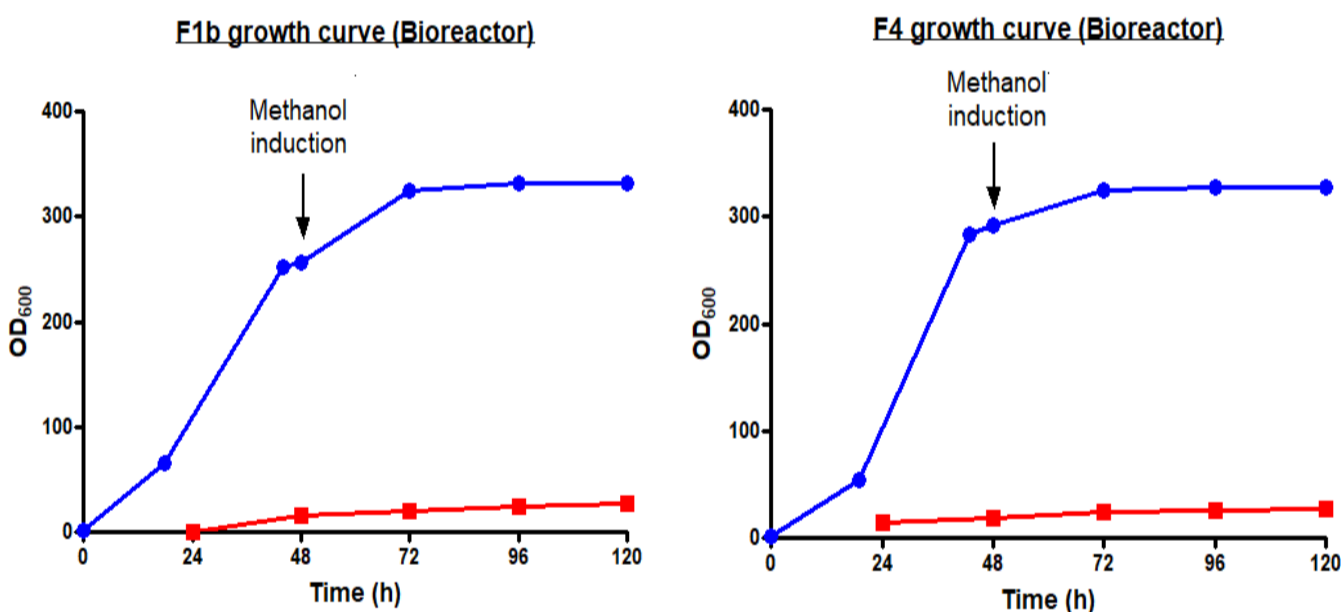 F1b growth curve (Bioreactor)
Methanol
induction
400
300
200
100
0
OD600
0 24 48 72 96 120
Time (h)
F4 growth curve (Bioreactor)
Methanol
induction
400
300
200
100
0
OD600
0 24 48 72 96 120
Time (h)